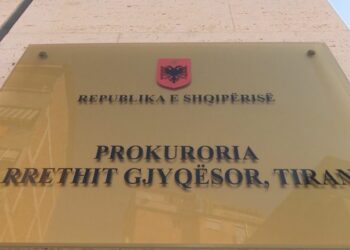 REPUBLIKA E SHQIPËRISË
PROKURORIA
RRETHIT GJYQËSOR, TIRAN